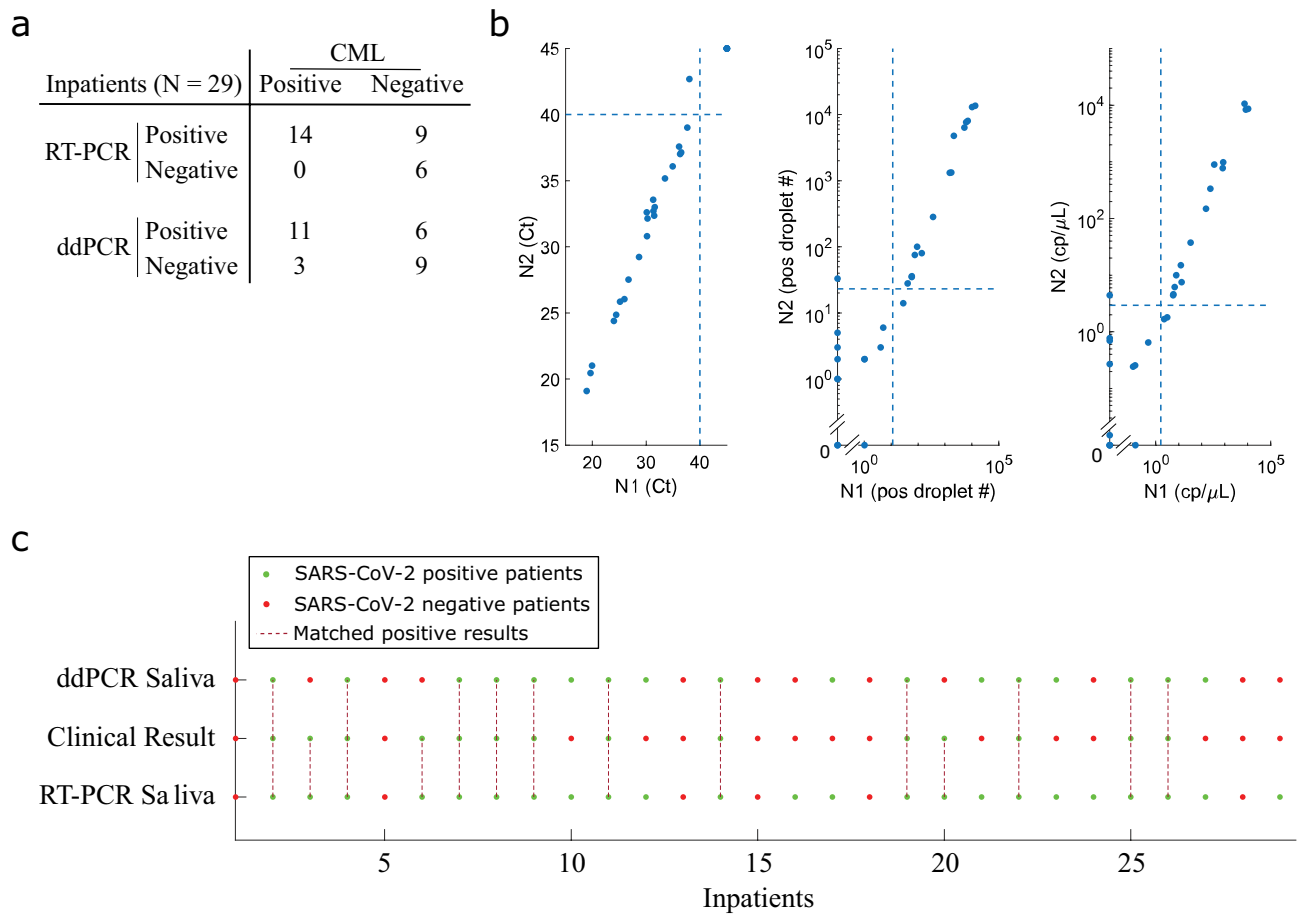 a
CML
Inpatients (N = 29) Positive Negative
RT-PCR Positive 14 9
Negative 0 6
ddPCR Positive 11 6
Negative 3 9
b
45
40
35
30
25
20
15
N2 (Ct)
20 30 40
N1 (Ct)
10^5
10^4
10^3
10^2
10^1
10^0
0
N2 (pos droplet #)
10^0 10^5
N1 (pos droplet #)
10^4
10^2
10^0
0
N2 (cp/μL)
10^0 10^5
N1 (cp/μL)
c
SARS-CoV-2 positive patients
SARS-CoV-2 negative patients
Matched positive results
ddPCR Saliva
Clinical Result
RT-PCR Saliva
5 10 15 20 25
Inpatients